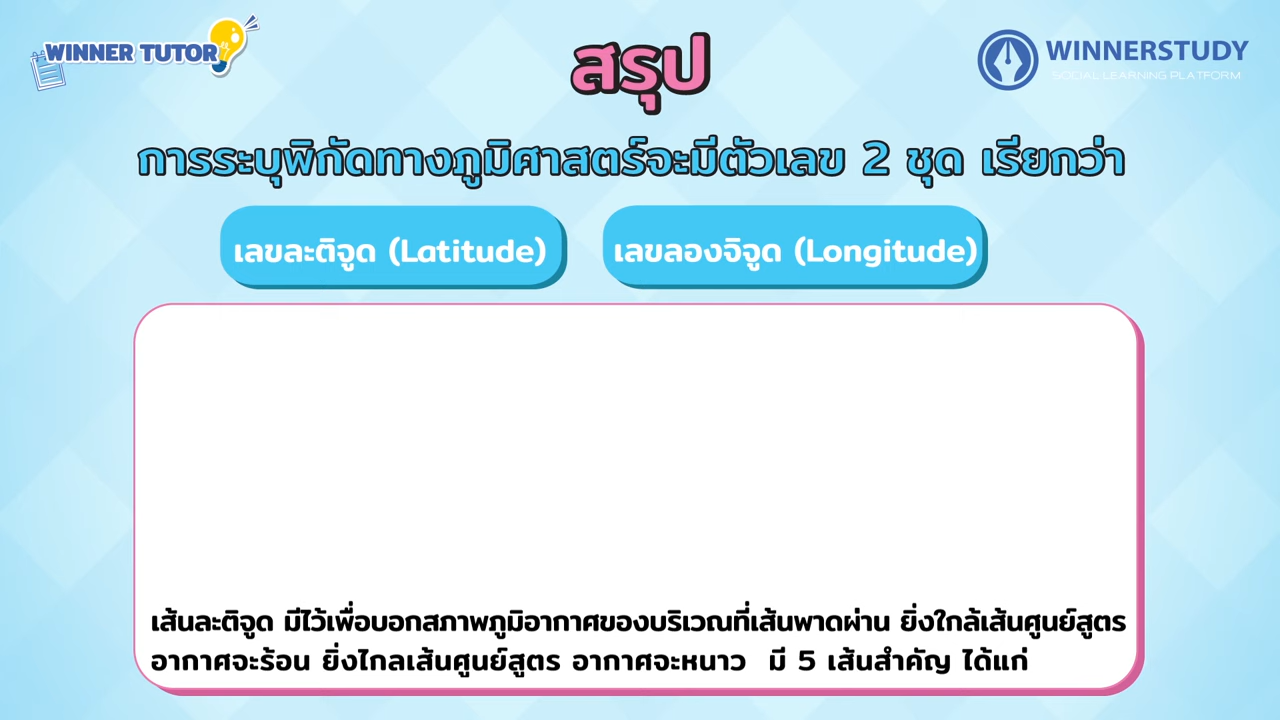 WINNER TUTOR
สรุป
WINNERSTUDY
SOCIAL LEARNING PLATFORM
การระบุพิกัดทางภูมิศาสตร์จะมีตัวเลข 2 ชุด เรียกว่า
เลขละติจูด (Latitude)
เลขลองจิจูด (Longitude)
เส้นละติจูด มีไว้เพื่อบอกสภาพภูมิอากาศของบริเวณที่เส้นพาดผ่าน ยิ่งใกล้เส้นศูนย์สูตร
อากาศจะร้อน ยิ่งไกลเส้นศูนย์สูตร อากาศจะหนาว มี 5 เส้นสำคัญ ได้แก่